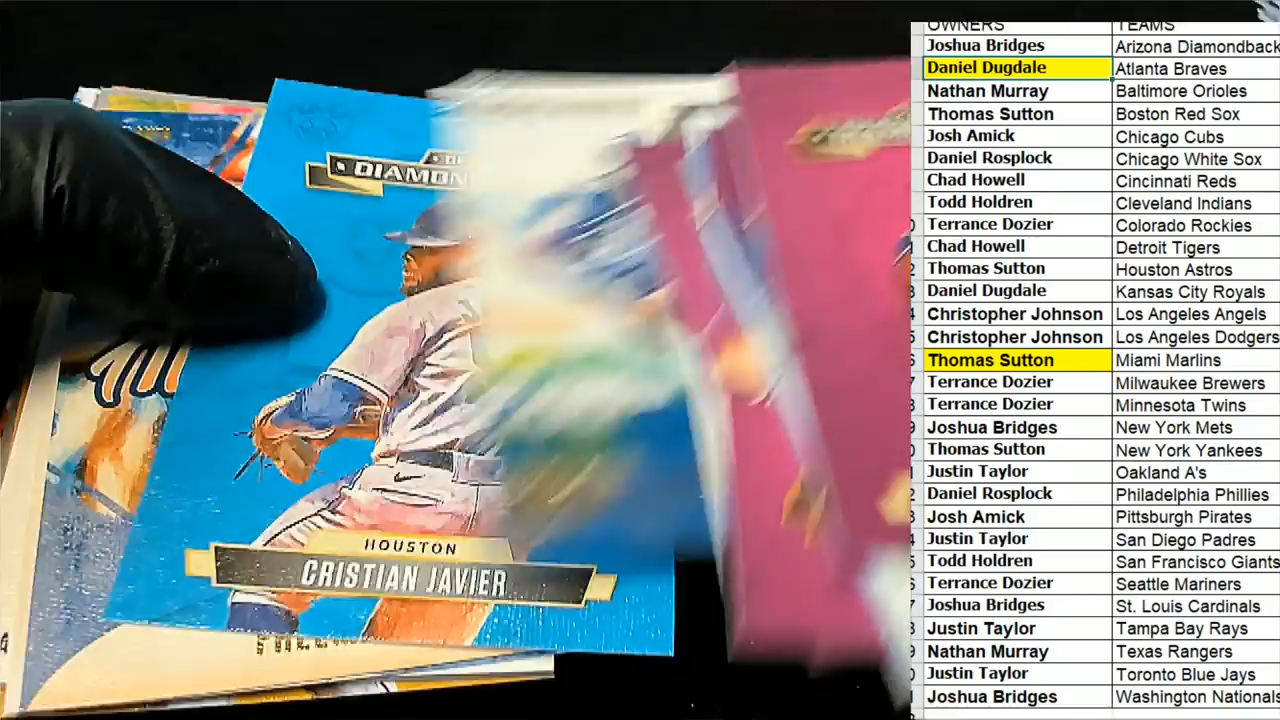 OWNERS TEAMS
Joshua Bridges Arizona Diamondback
Daniel Dugdale Atlanta Braves
Nathan Murray Baltimore Orioles
Thomas Sutton Boston Red Sox
Josh Amick Chicago Cubs
Daniel Rosplock Chicago White Sox
Chad Howell Cincinnati Reds
Todd Holdren Cleveland Indians
Terrance Dozier Colorado Rockies
Chad Howell Detroit Tigers
Thomas Sutton Houston Astros
Daniel Dugdale Kansas City Royals
Christopher Johnson Los Angeles Angels
Christopher Johnson Los Angeles Dodgers
Thomas Sutton Miami Marlins
Terrance Dozier Milwaukee Brewers
Terrance Dozier Minnesota Twins
Joshua Bridges New York Mets
Thomas Sutton New York Yankees
Justin Taylor Oakland A's
Daniel Rosplock Philadelphia Phillies
Josh Amick Pittsburgh Pirates
Justin Taylor San Diego Padres
Todd Holdren San Francisco Giants
Terrance Dozier Seattle Mariners
Joshua Bridges St. Louis Cardinals
Justin Taylor Tampa Bay Rays
Nathan Murray Texas Rangers
Justin Taylor Toronto Blue Jays
Joshua Bridges Washington Nationals
DIAMON
HOUSTON
CRISTIAN JAVIER